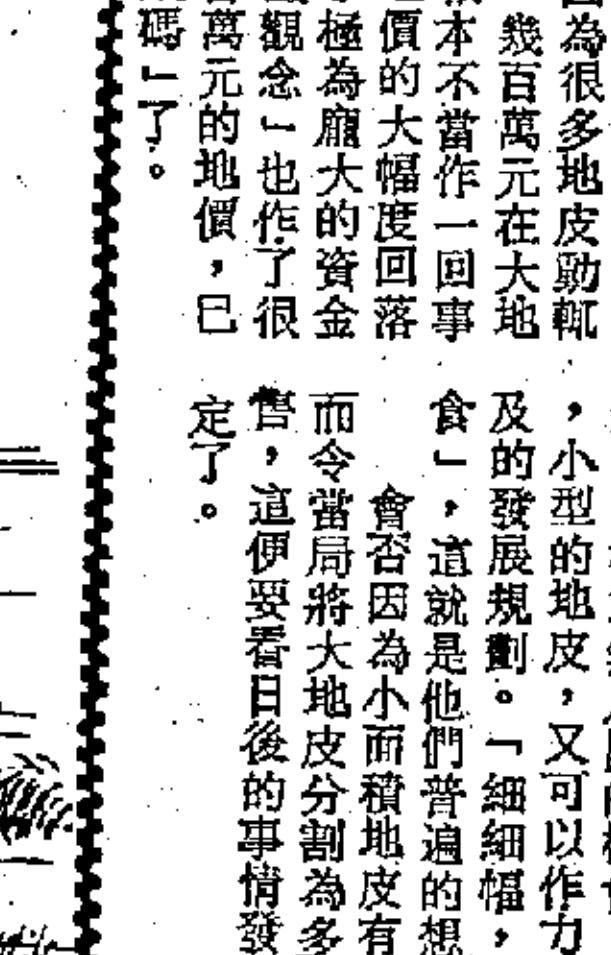 為很多地皮動輒
幾百萬元在大地
本不當作一回事
價的大幅度回落
極為龐大的資金
觀念」也作了很
萬元的地價，已
碼」了。
，小型的地皮，又可以作力
及的發展規劃。「細細幅，
食」，這就是他們普遍的想
會否因為小面積地皮有
而令當局將大地皮分割為多
售，這便要看日後的事情發
定了。